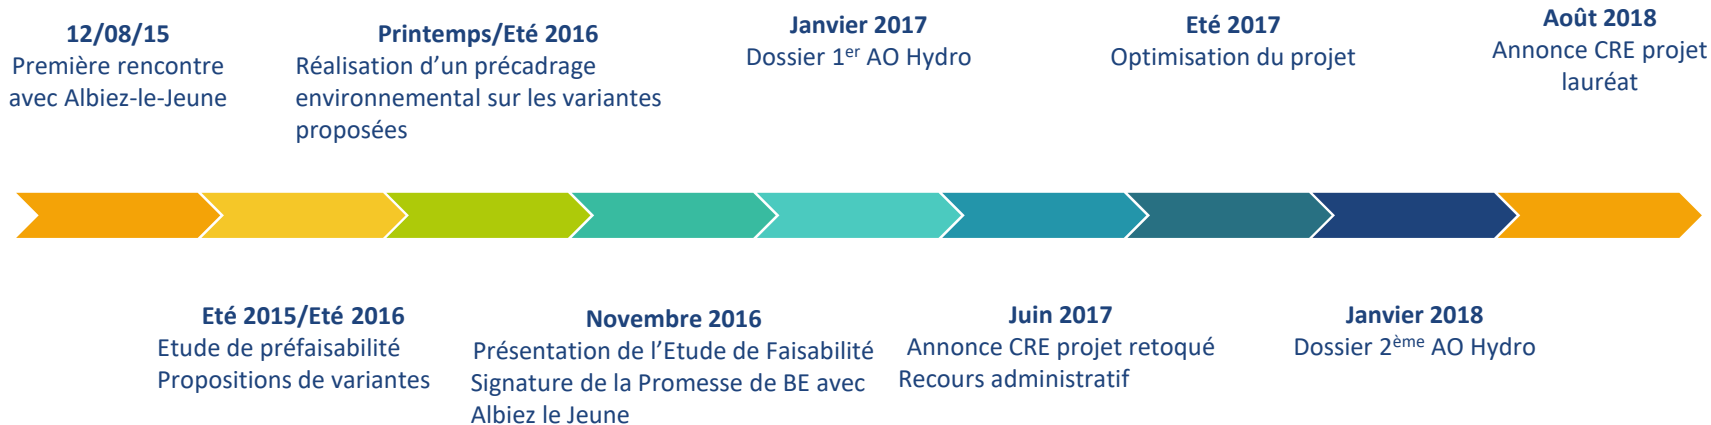 12/08/15
Première rencontre
avec Albiez-le-Jeune
Printemps/Eté 2016
Réalisation d’un précadrage
environnemental sur les variantes
proposées
Janvier 2017
Dossier 1er AO Hydro
Eté 2017
Optimisation du projet
Août 2018
Annonce CRE projet
lauréat
Eté 2015/Eté 2016
Etude de préfaisabilité
Propositions de variantes
Novembre 2016
Présentation de l’Etude de Faisabilité
Signature de la Promesse de BE avec
Albiez le Jeune
Juin 2017
Annonce CRE projet retoqué
Recours administratif
Janvier 2018
Dossier 2ème AO Hydro